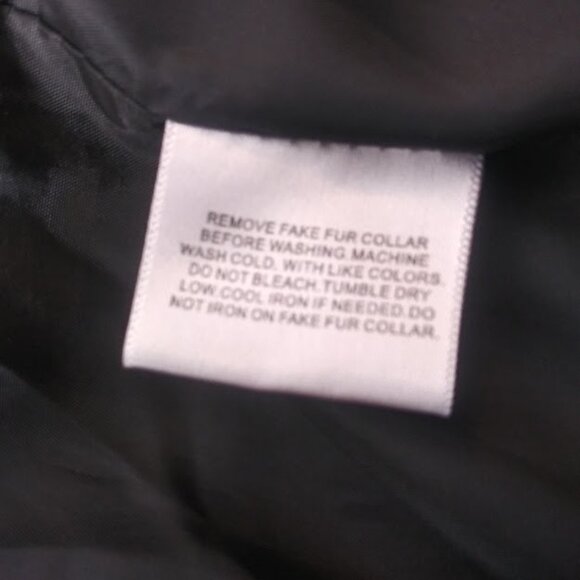 REMOVE FAKE FUR COLLAR
BEFORE WASHING. MACHINE
WASH COLD, WITH LIKE COLORS.
DO NOT BLEACH. TUMBLE DRY
LOW. COOL IRON IF NEEDED. DO
NOT IRON ON FAKE FUR COLLAR.